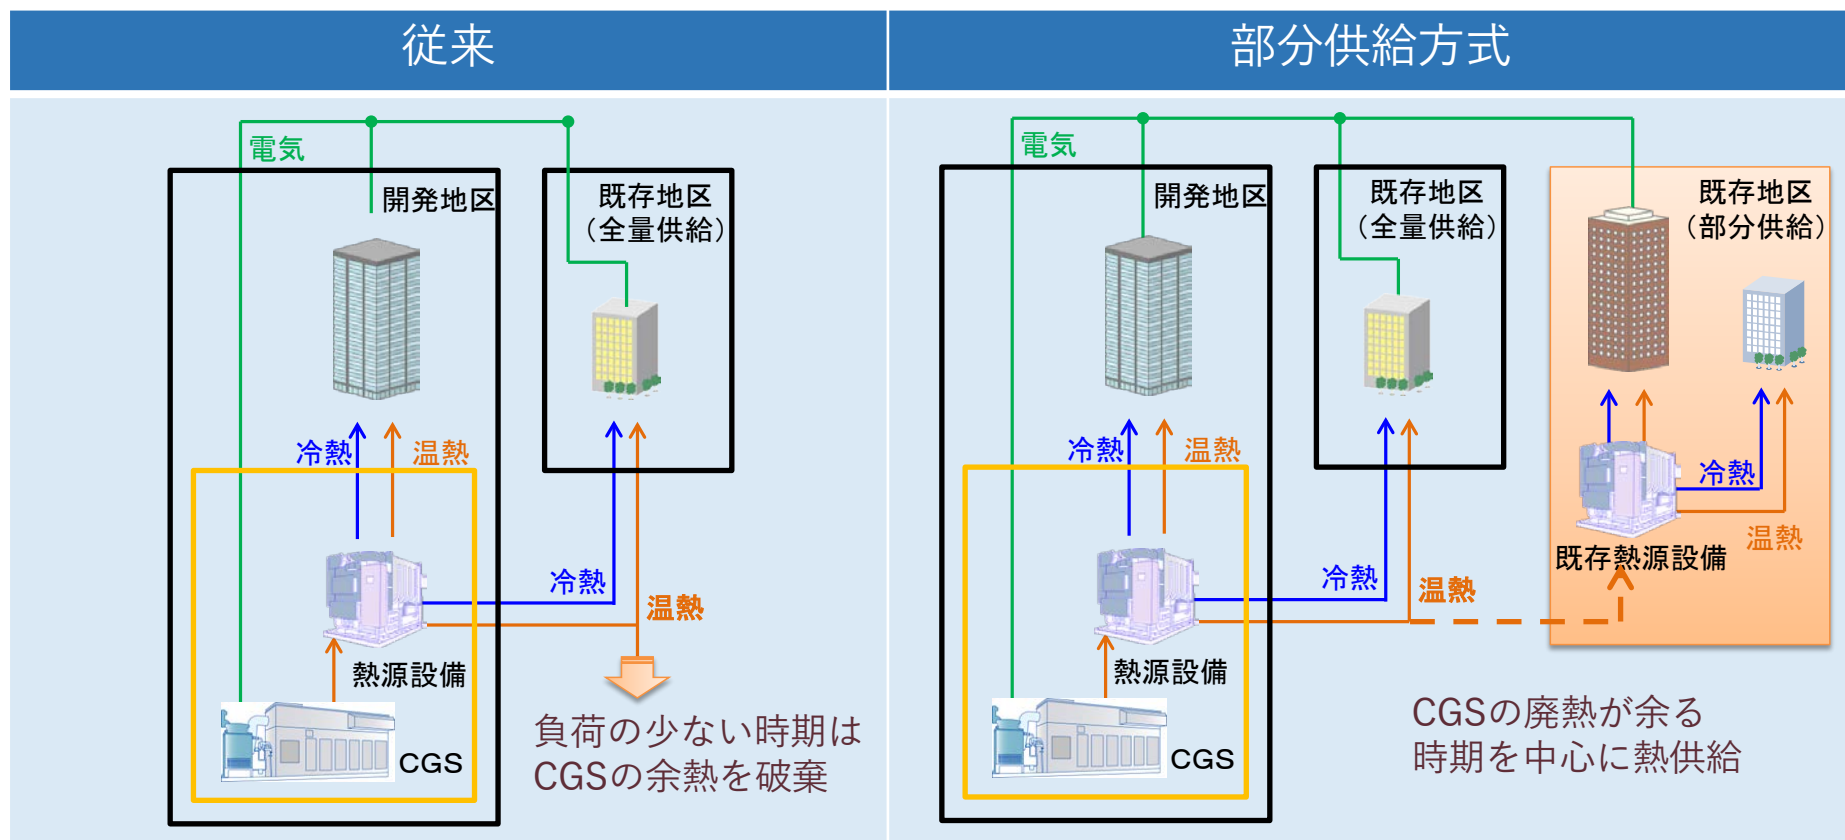 従来
電気
開発地区
既存地区
（全量供給）
冷熱
温熱
冷熱
温熱
熱源設備
CGS
負荷の少ない時期は
CGSの余熱を破棄
部分供給方式
電気
開発地区
既存地区
（全量供給）
既存地区
（部分供給）
冷熱
温熱
冷熱
温熱
既存熱源設備
冷熱
温熱
熱源設備
CGS
CGSの廃熱が余る
時期を中心に熱供給